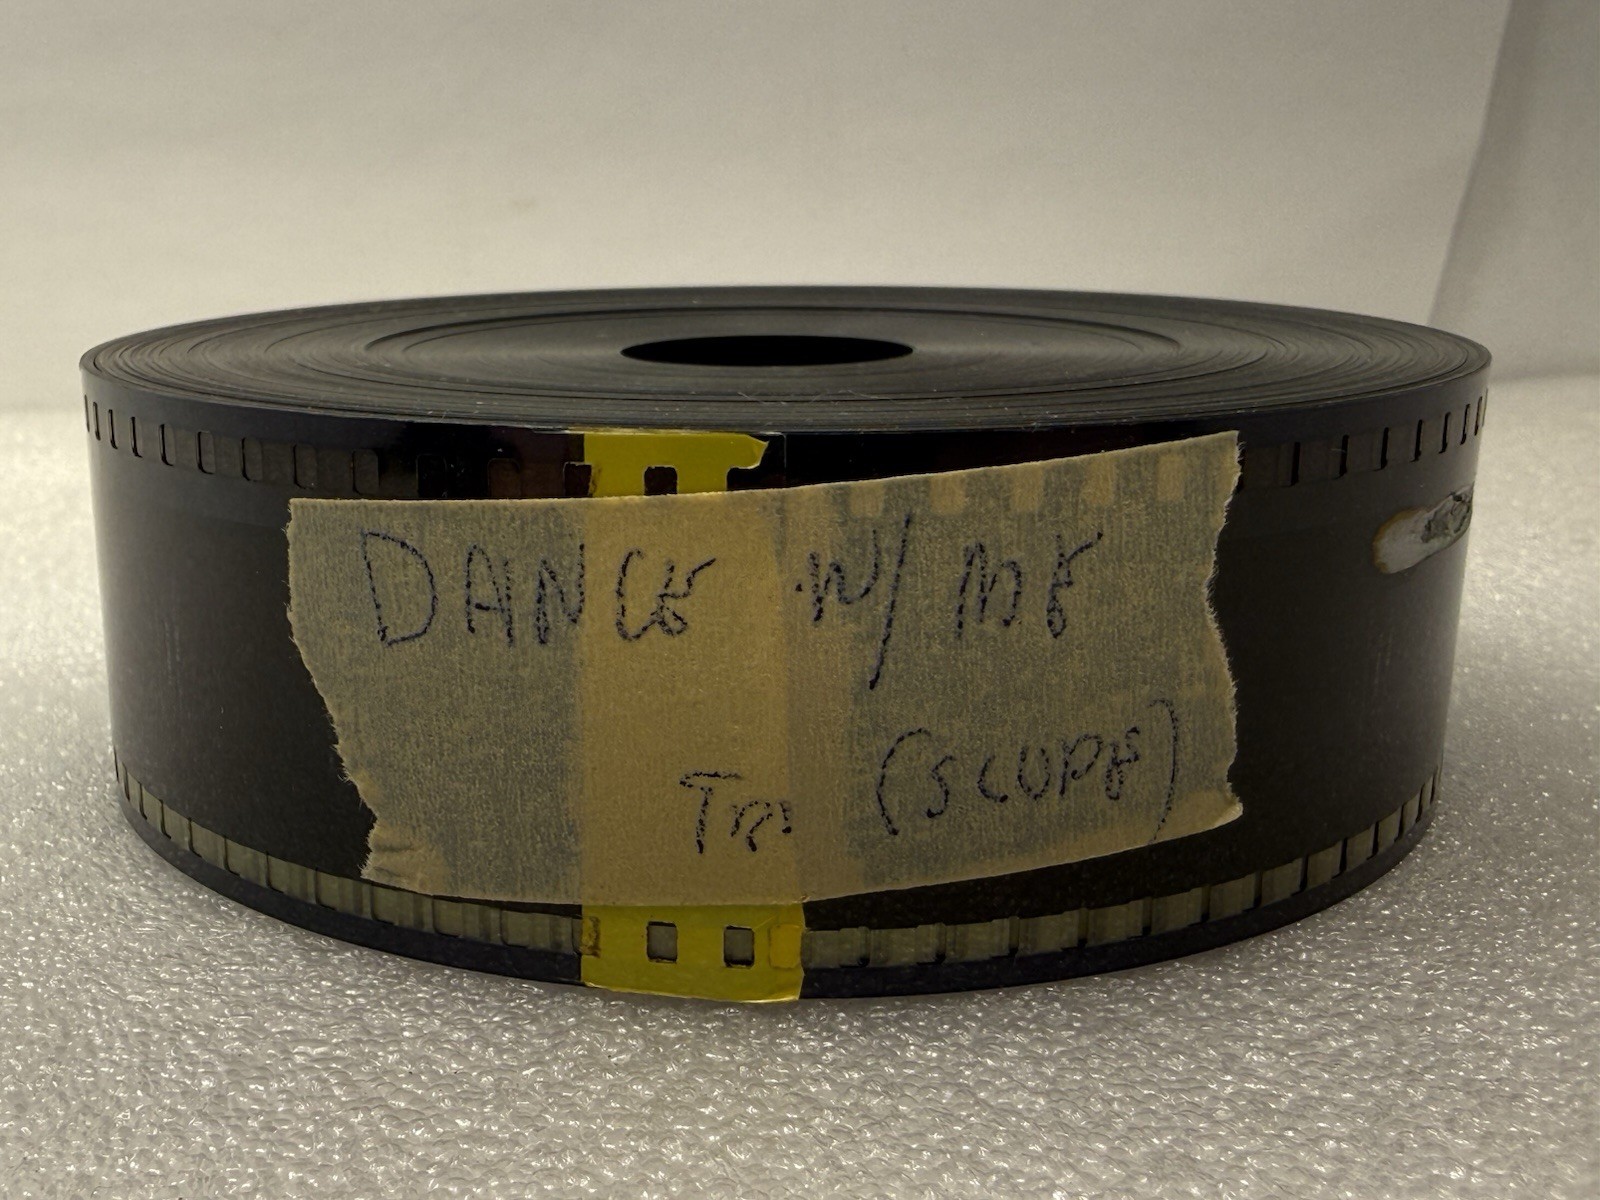 DANCE W/ ME
TR (SCOPE)